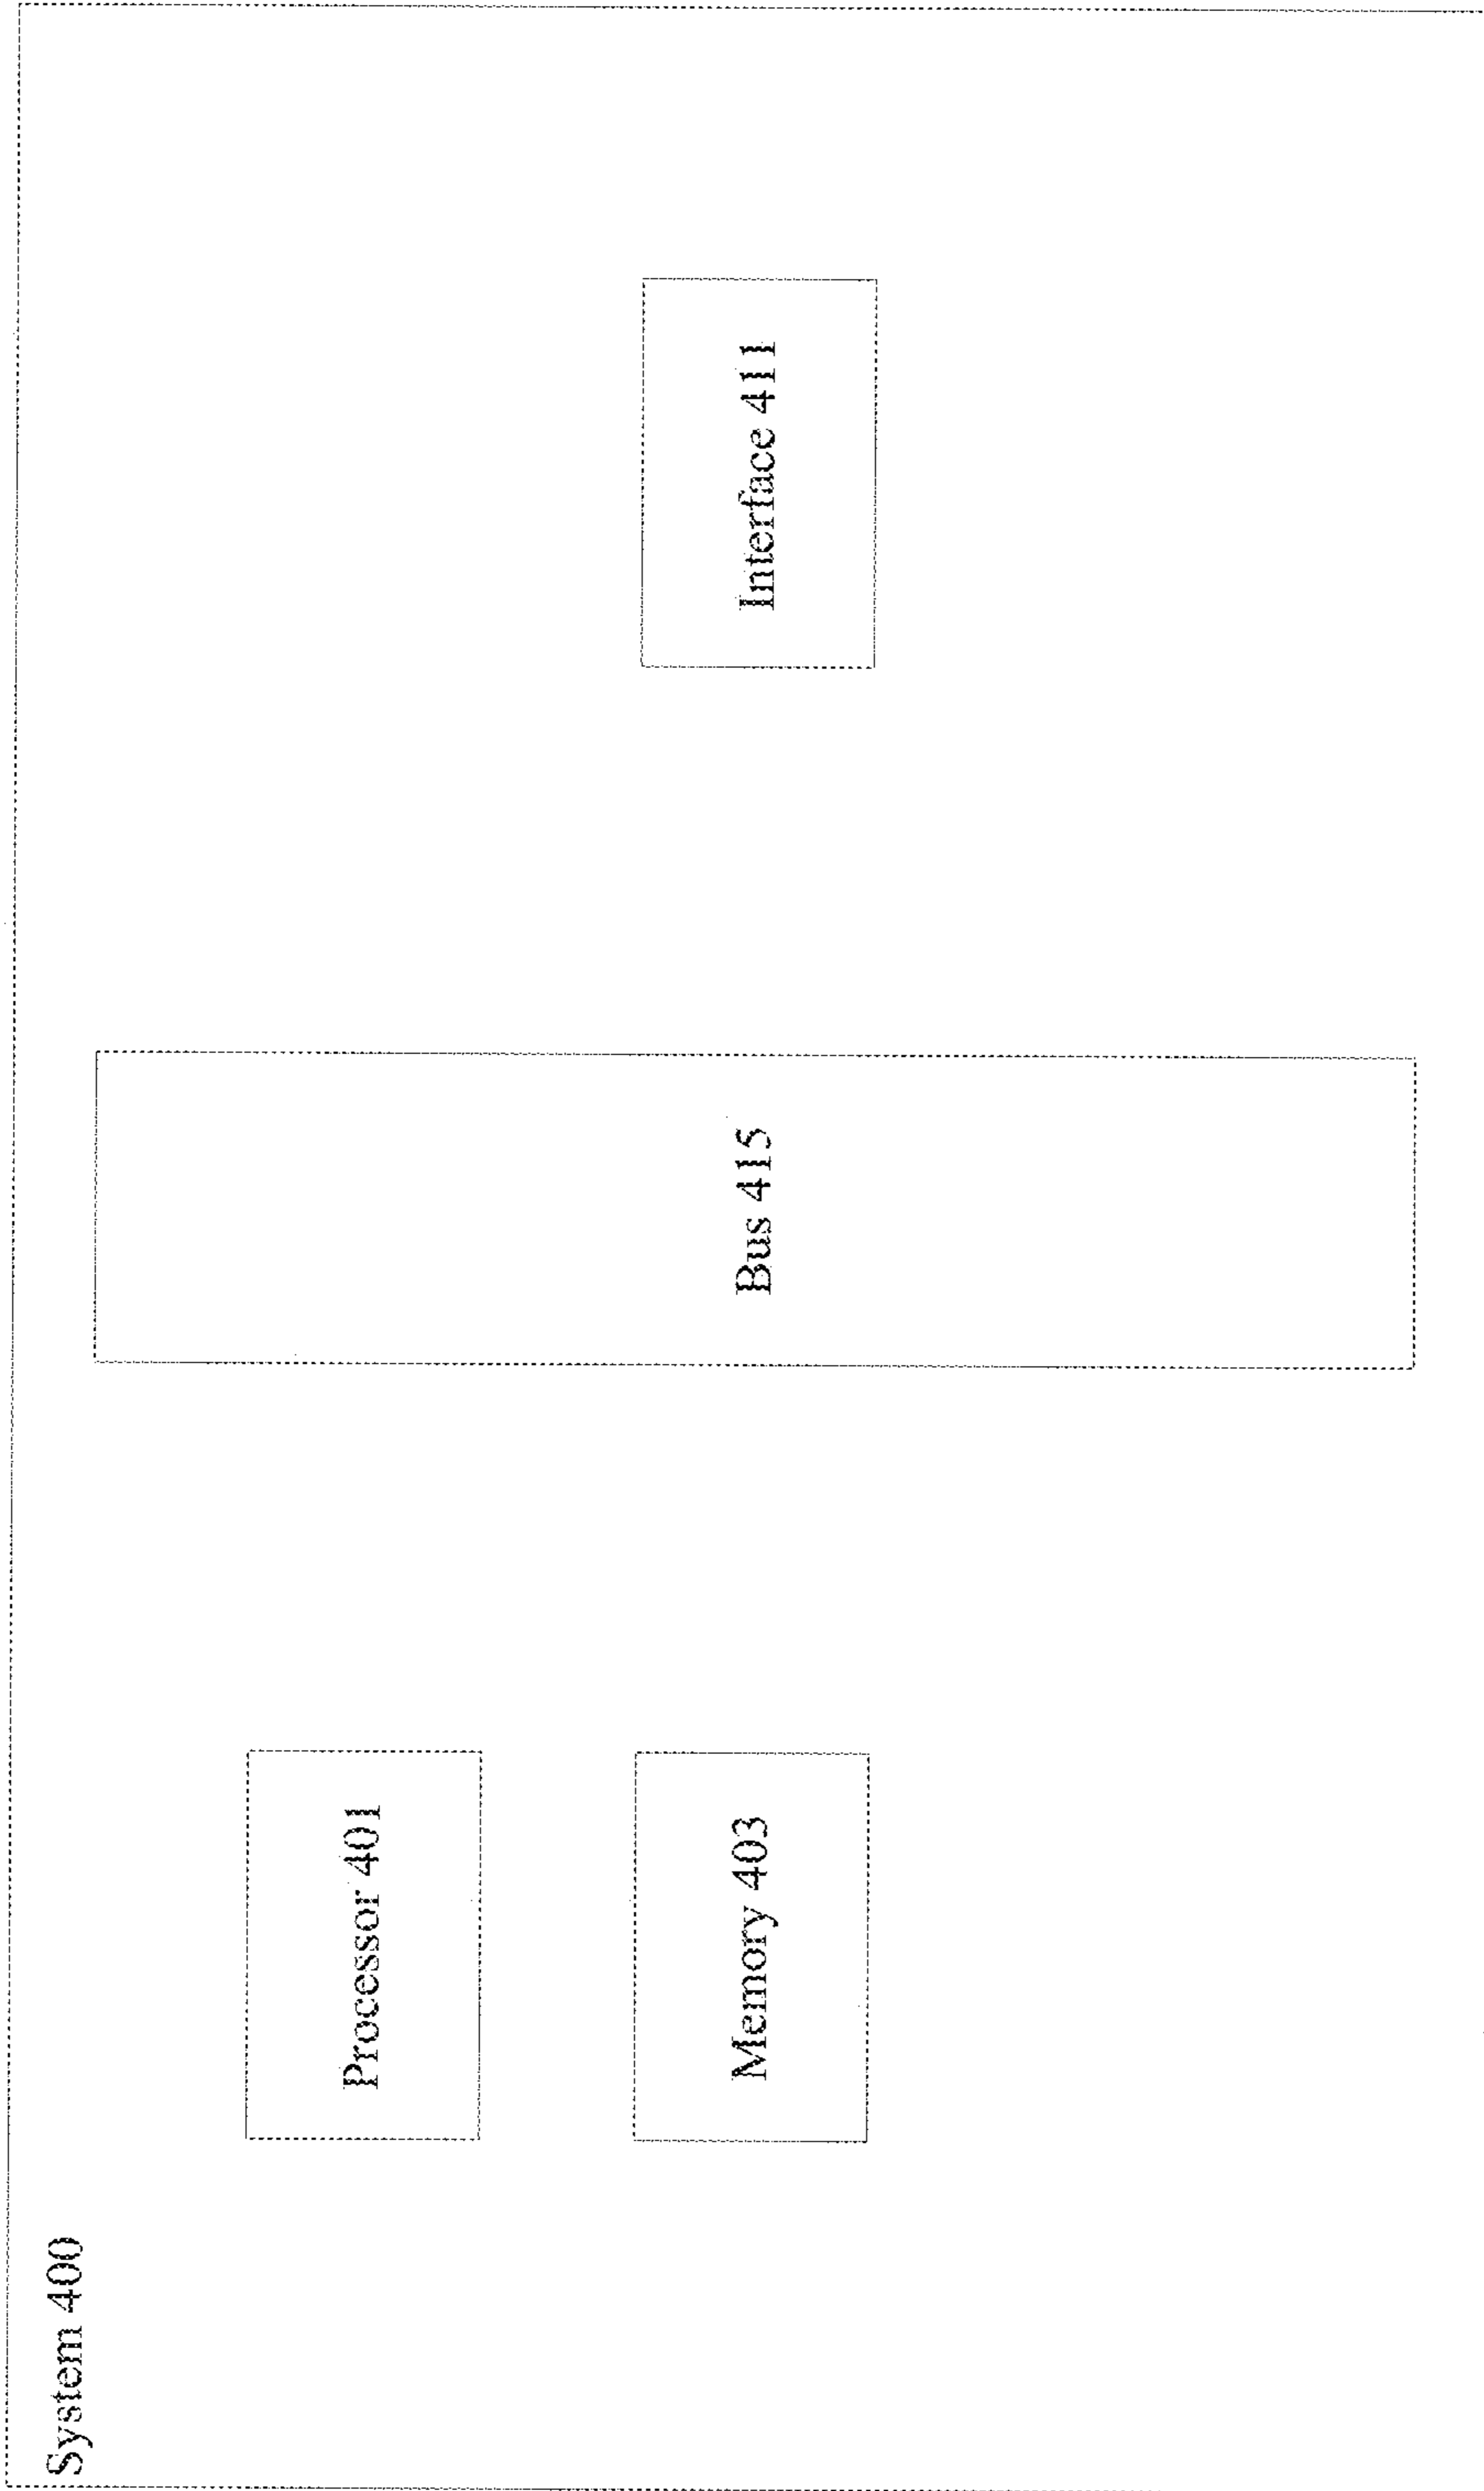 System 400
Processor 401
Memory 403
Bus 415
Interface 411